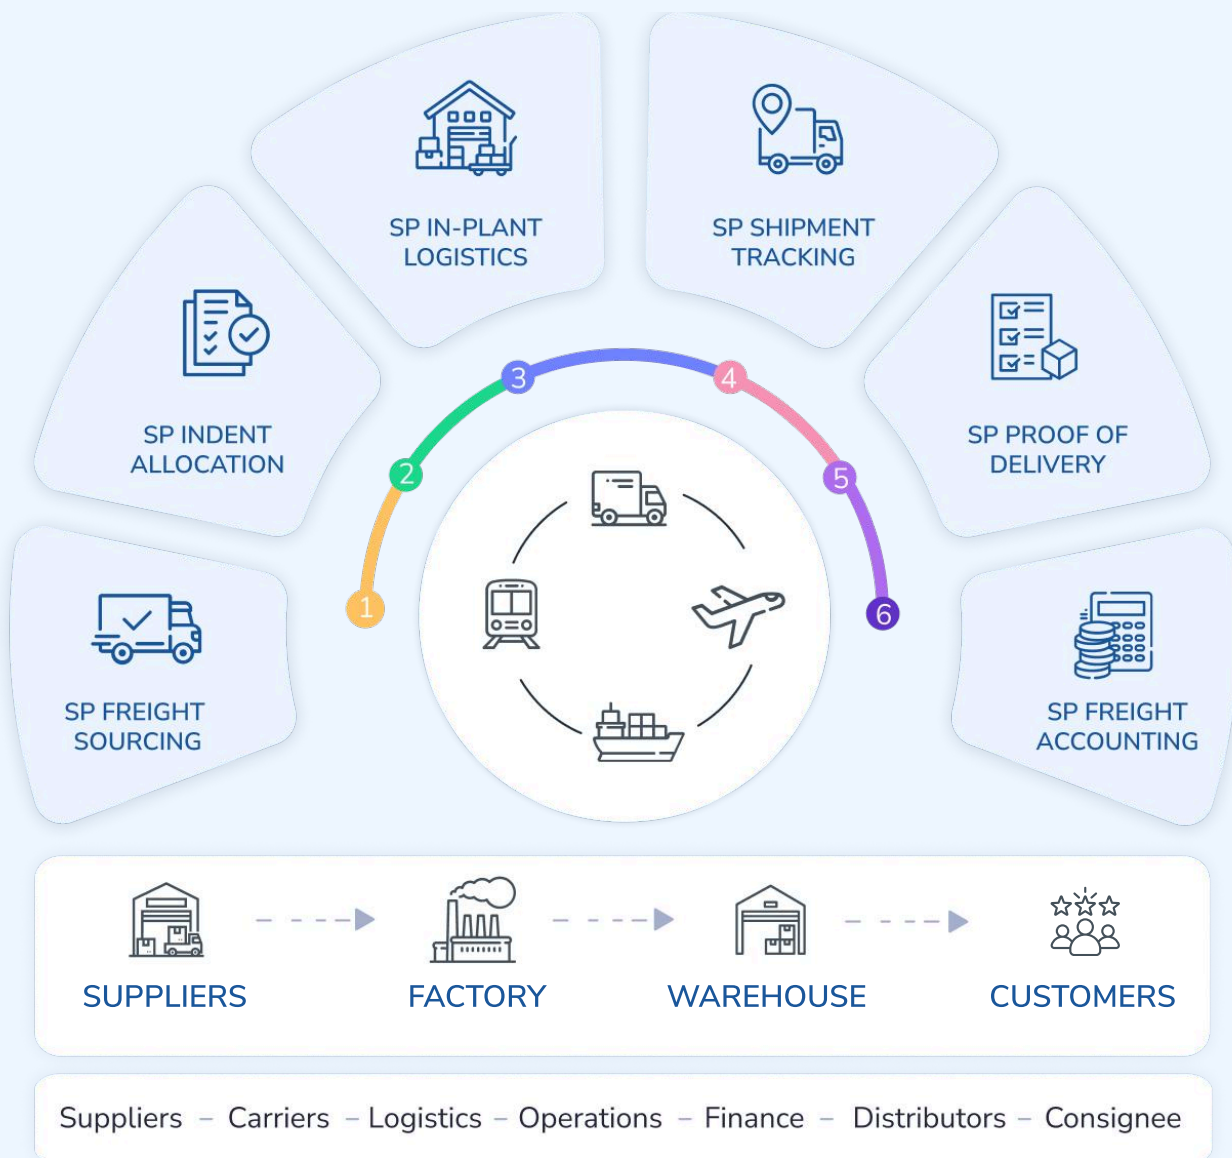 SP IN-PLANT
LOGISTICS
SP SHIPMENT
TRACKING
SP INDENT
ALLOCATION
SP PROOF OF
DELIVERY
SP FREIGHT
SOURCING
SP FREIGHT
ACCOUNTING
1
2
3
4
5
6
SUPPLIERS
FACTORY
WAREHOUSE
CUSTOMERS
Suppliers – Carriers – Logistics – Operations – Finance – Distributors – Consignee